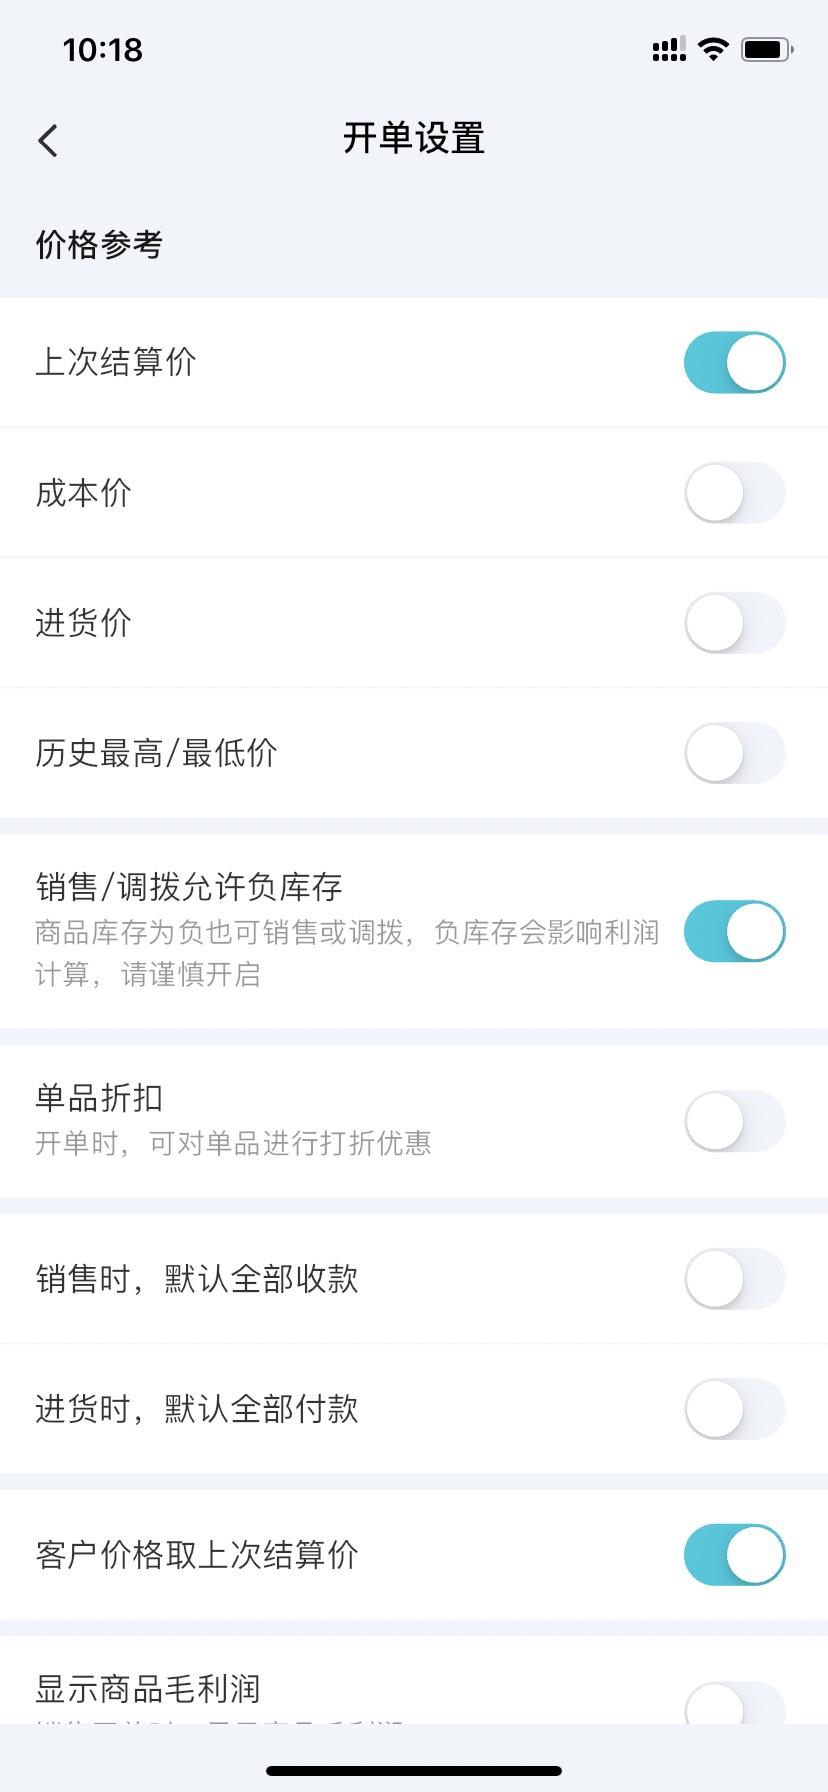 10:18
开单设置
价格参考
上次结算价
成本价
进货价
历史最高/最低价
销售/调拨允许负库存
商品库存为负也可销售或调拨，负库存会影响利润
计算，请谨慎开启
单品折扣
开单时，可对单品进行打折优惠
销售时，默认全部收款
进货时，默认全部付款
客户价格取上次结算价
显示商品毛利润